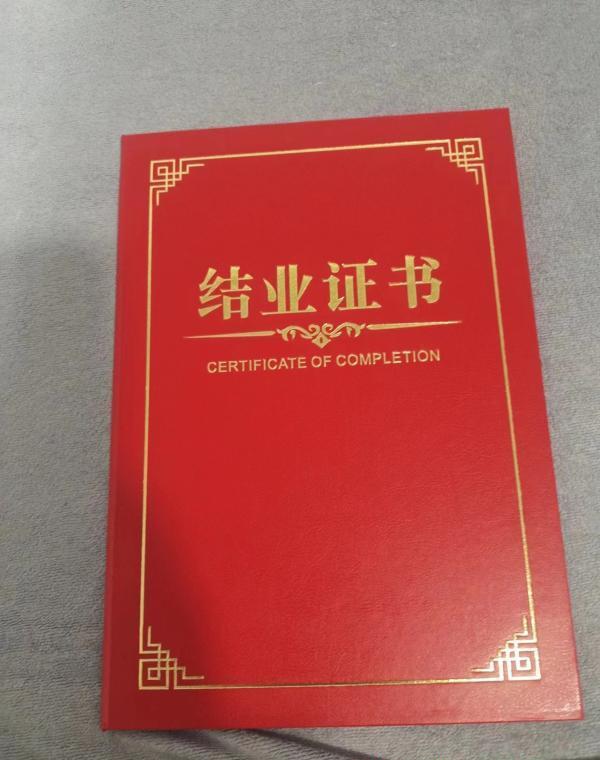 结业证书
CERTIFICATE OF COMPLETION